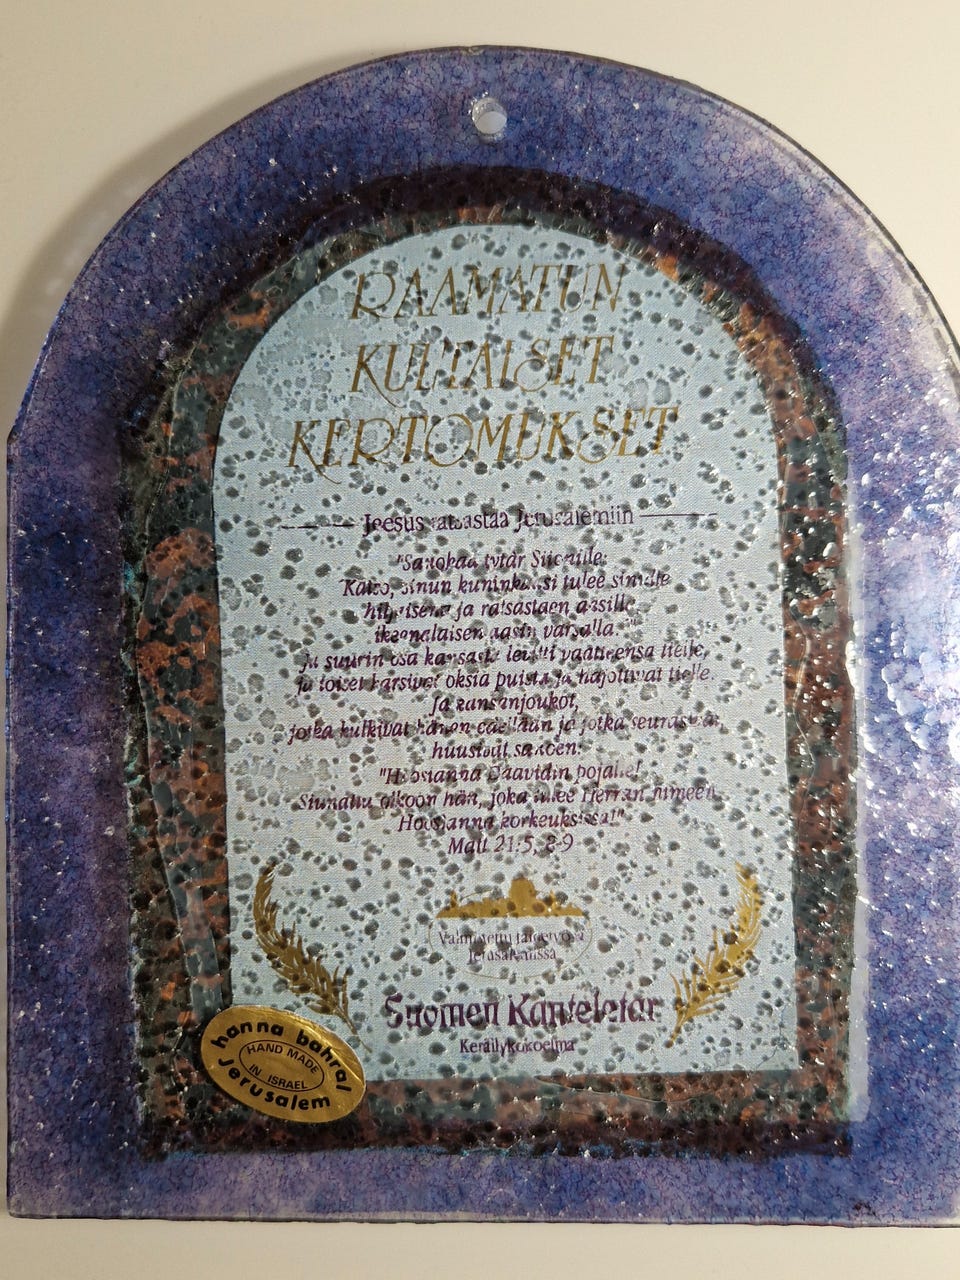 RAAMATUN
KULTAISET
KERTOMUKSET
Jeesus ratsastaa Jerusalemiin
"Sanokaa tytär Siionille:
'Katso, sinun kuninkaasi tulee sinulle
hiljaisena ja ratsastaen aasilla,
ikeenalaisen aasin varsalla.'"
Ja suurin osa kansasta levitti vaatteensa tielle,
ja toiset karsivat oksia puista ja hajottivat tielle.
Ja kansanjoukot,
jotka kulkivat hänen edellään ja jotka seurasivat,
huusivat sanoen:
"Hoosianna Daavidin pojalle!
Siunattu olkoon hän, joka tulee Herran nimeen.
Hoosianna korkeuksissa!"
Matt 21:5, 8-9
Valmistettu taidetyönä
Jerusalemissa
Suomen Kanteletar
Keräilykokoelma
hanna bahral
HAND MADE
IN ISRAEL
Jerusalem